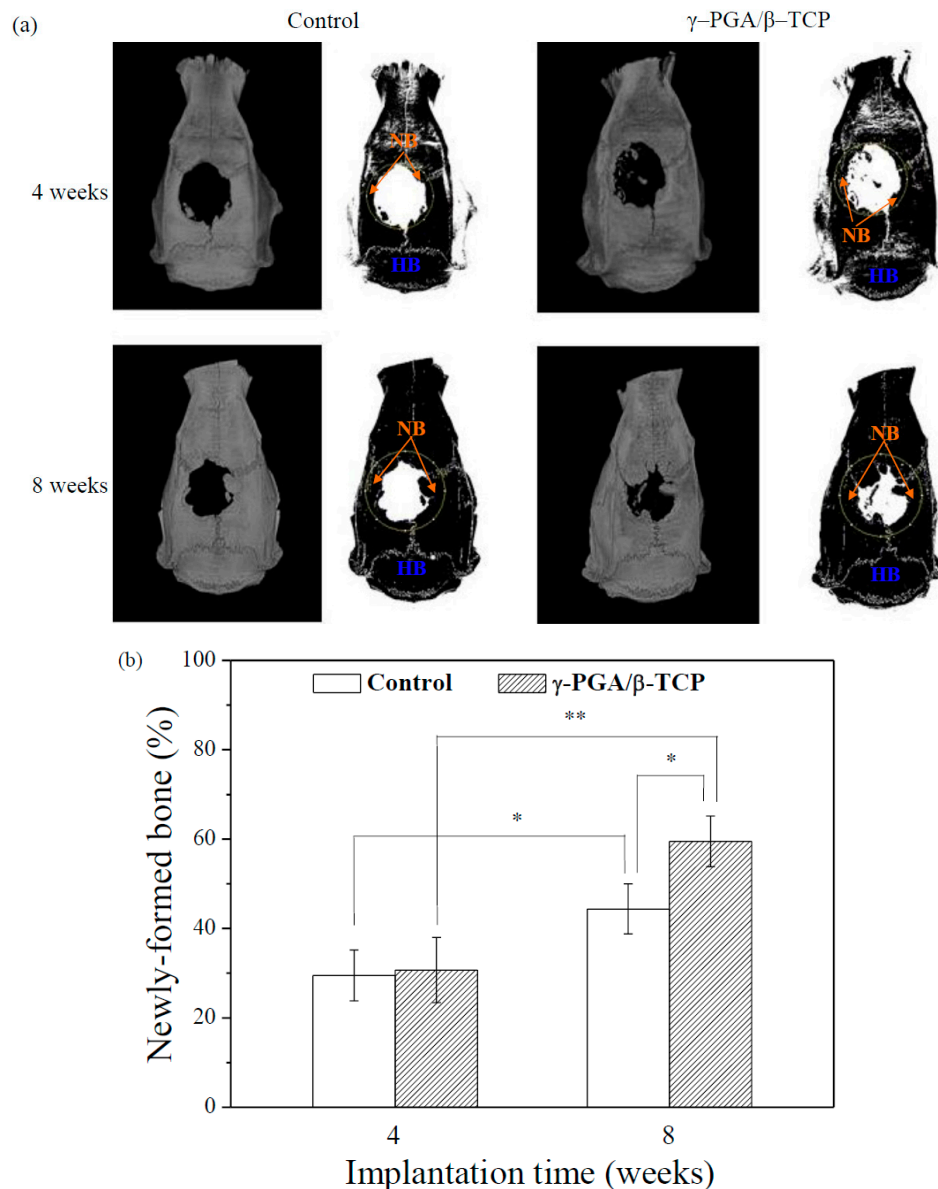 (a)
Control
γ–PGA/β–TCP
4 weeks
NB
HB
NB
HB
8 weeks
NB
HB
NB
HB
(b)
Control
γ-PGA/β-TCP
Newly-formed bone (%)
100
80
60
40
20
0
**
*
*
4
8
Implantation time (weeks)